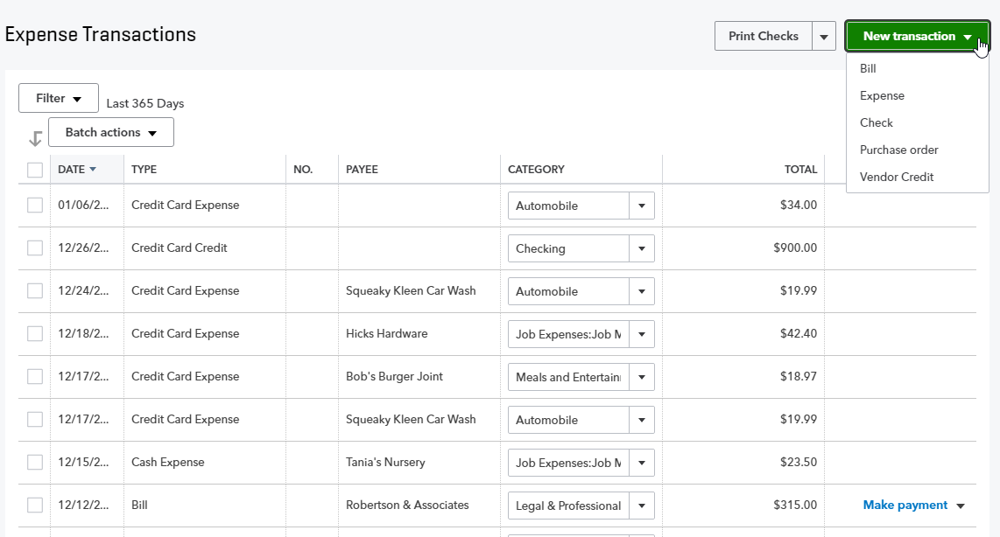 Expense Transactions
Print Checks
New transaction
Bill
Expense
Check
Purchase order
Vendor Credit
Filter
Last 365 Days
Batch actions
DATE TYPE NO. PAYEE CATEGORY TOTAL
01/06/2... Credit Card Expense Automobile $34.00
12/26/2... Credit Card Credit Checking $900.00
12/24/2... Credit Card Expense Squeaky Kleen Car Wash Automobile $19.99
12/18/2... Credit Card Expense Hicks Hardware Job Expenses:Job M $42.40
12/17/2... Credit Card Expense Bob's Burger Joint Meals and Entertain $18.97
12/17/2... Credit Card Expense Squeaky Kleen Car Wash Automobile $19.99
12/15/2... Cash Expense Tania's Nursery Job Expenses:Job M $23.50
12/12/2... Bill Robertson & Associates Legal & Professional $315.00 Make payment